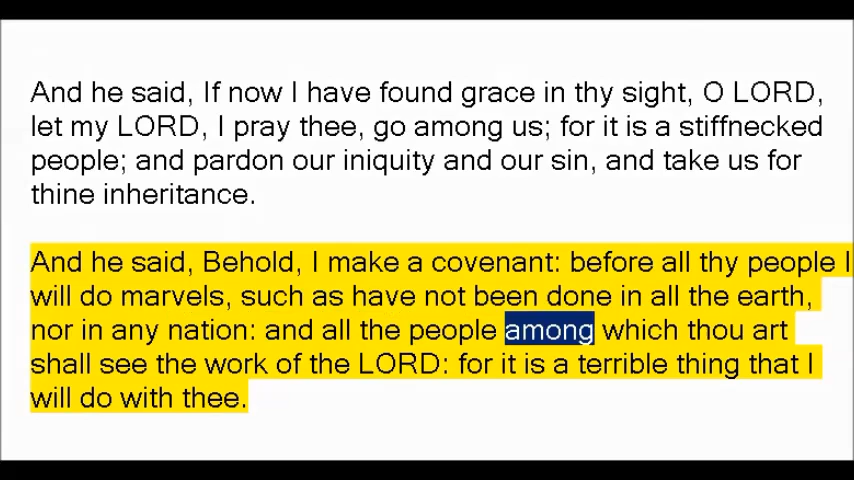 And he said, If now I have found grace in thy sight, O LORD,
let my LORD, I pray thee, go among us; for it is a stiffnecked
people; and pardon our iniquity and our sin, and take us for
thine inheritance.
And he said, Behold, I make a covenant: before all thy people I
will do marvels, such as have not been done in all the earth,
nor in any nation: and all the people among which thou art
shall see the work of the LORD: for it is a terrible thing that I
will do with thee.